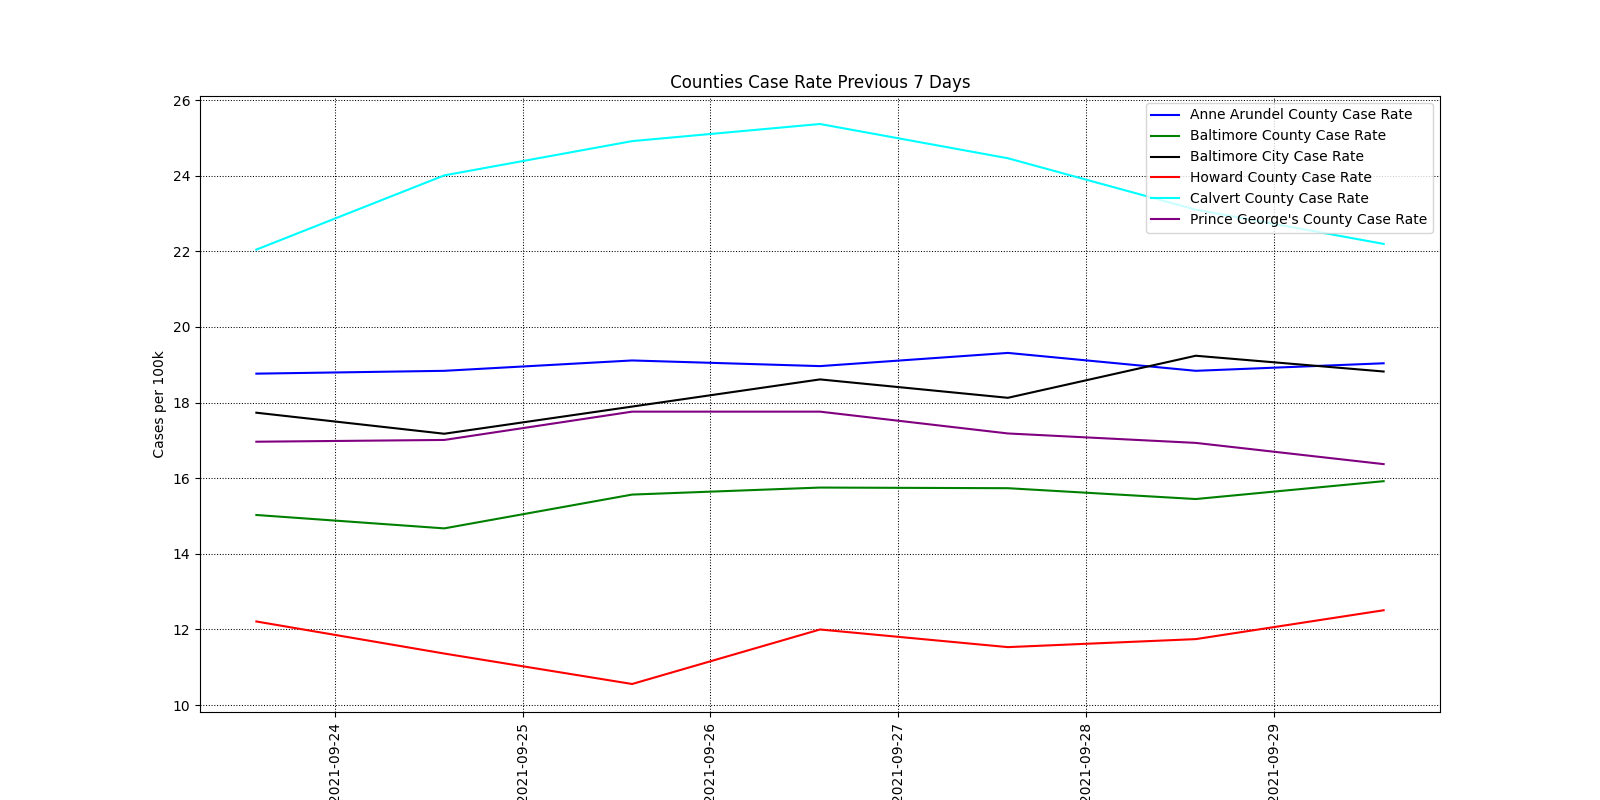 Counties Case Rate Previous 7 Days
Cases per 100k
26
24
22
20
18
16
14
12
10
Anne Arundel County Case Rate
Baltimore County Case Rate
Baltimore City Case Rate
Howard County Case Rate
Calvert County Case Rate
Prince George's County Case Rate
2021-09-24
2021-09-25
2021-09-26
2021-09-27
2021-09-28
2021-09-29